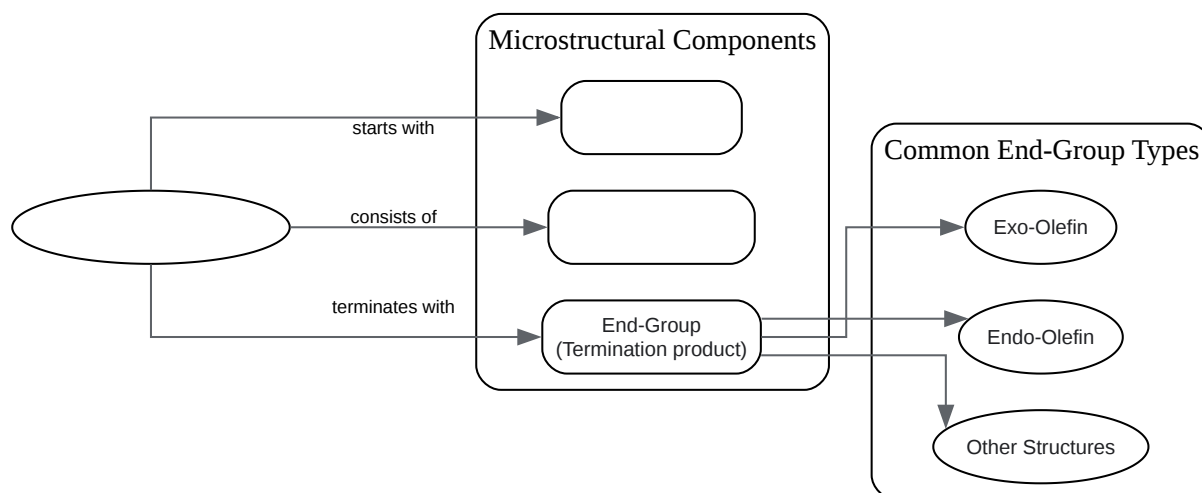 Microstructural Components
starts with
consists of
terminates with
End-Group
(Termination product)
Common End-Group Types
Exo-Olefin
Endo-Olefin
Other Structures